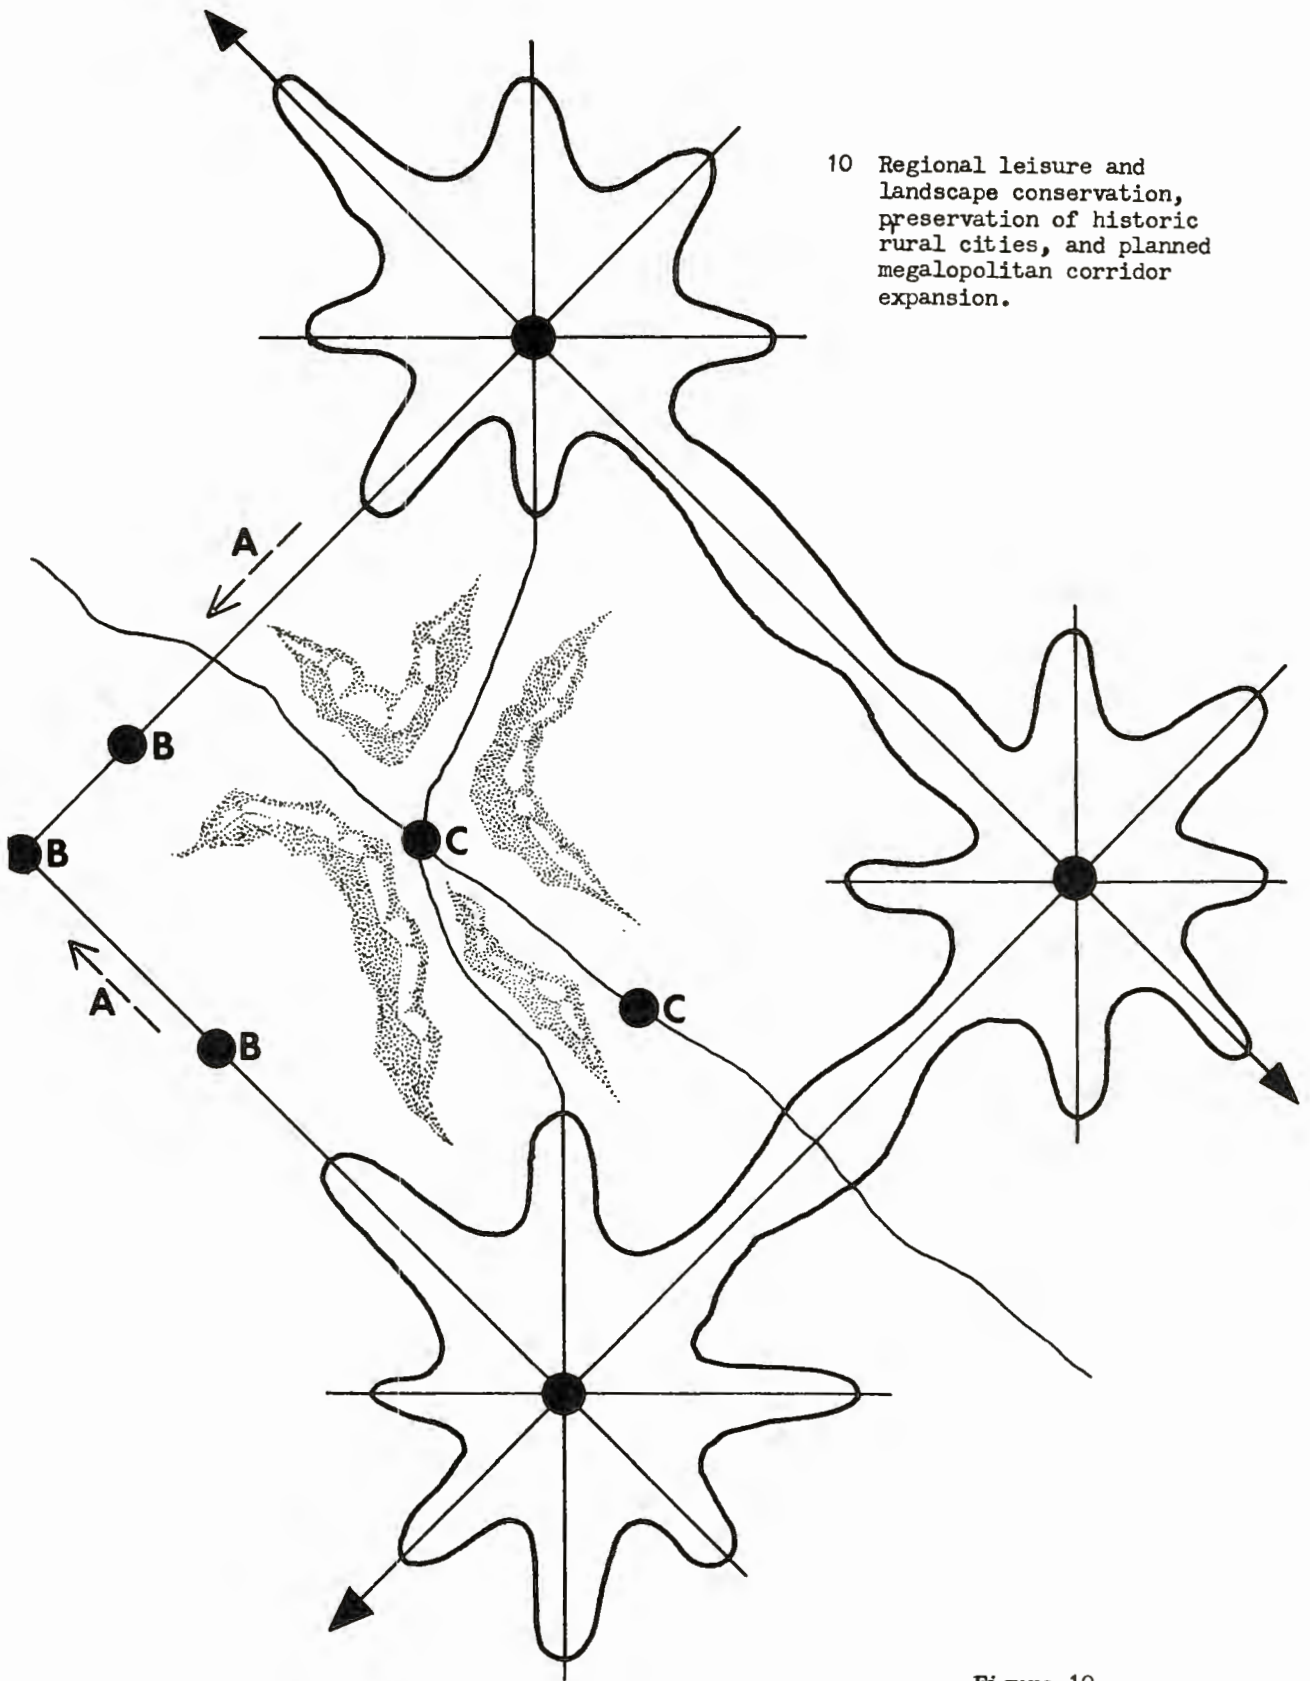 10 Regional leisure and
landscape conservation,
preservation of historic
rural cities, and planned
megalopolitan corridor
expansion.
A
B
B
C
A
C
B
Figure 10